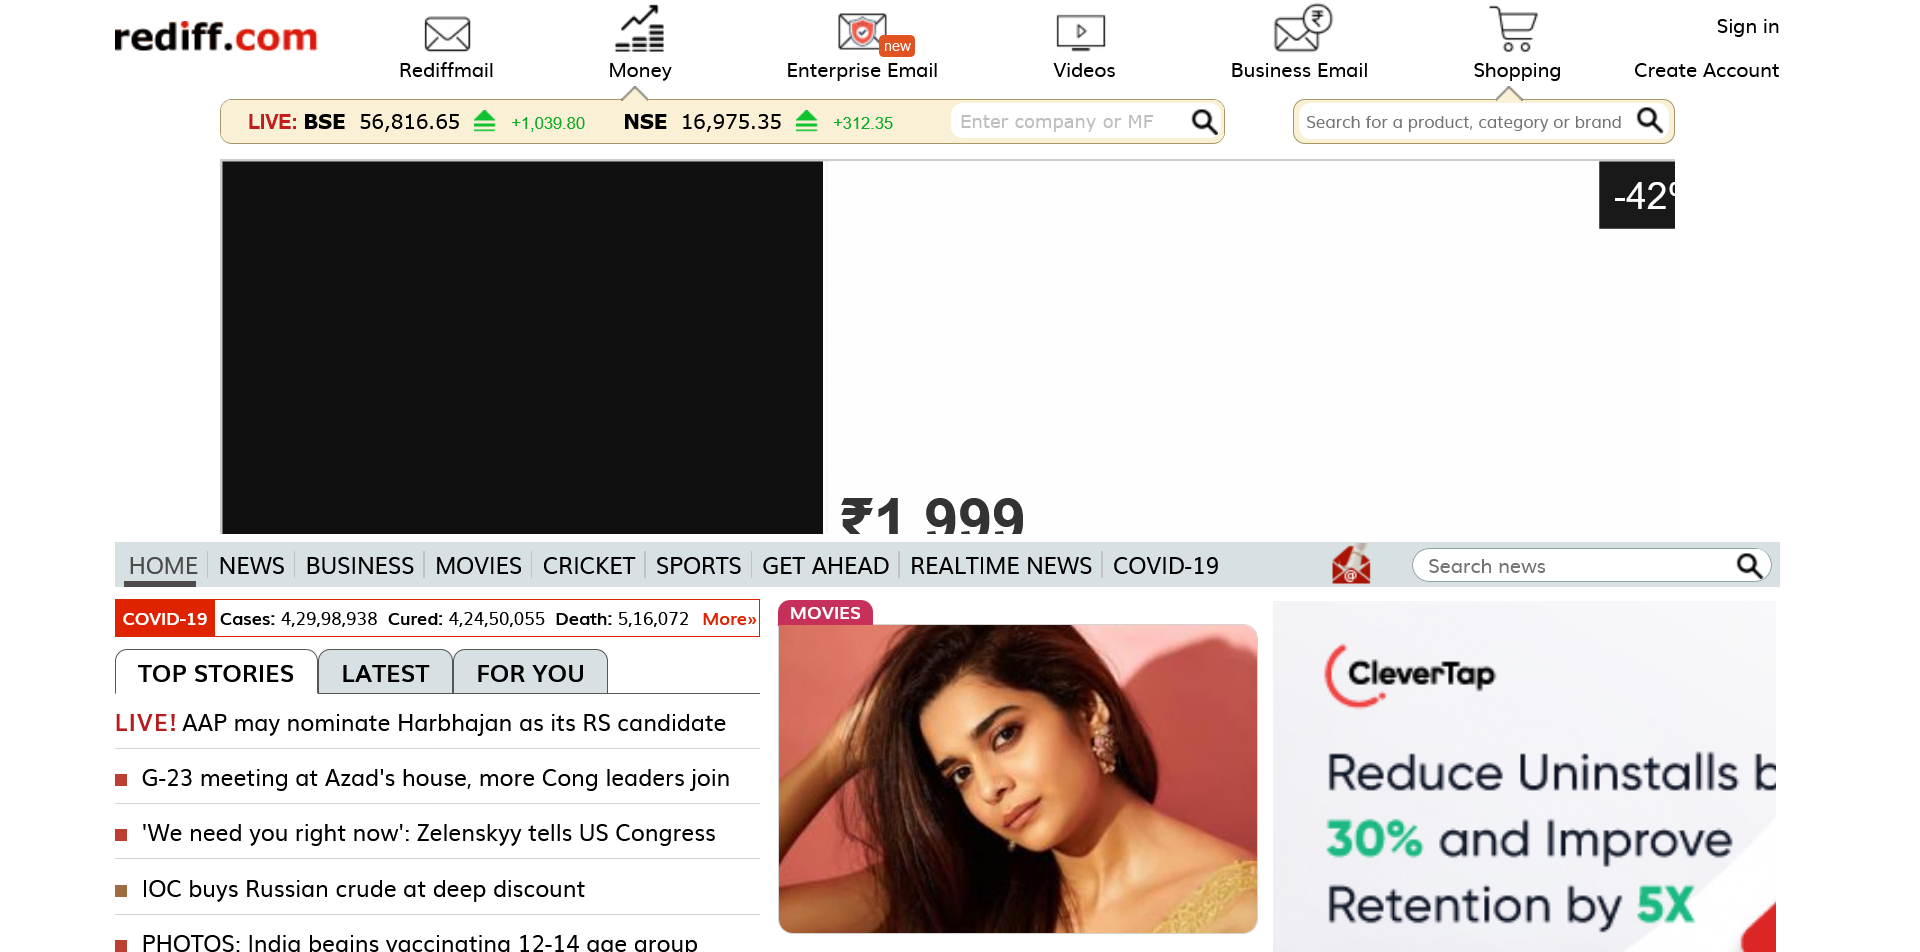 rediff.com
Rediffmail
Money
new
Enterprise Email
Videos
₹
Business Email
Shopping
Sign in
Create Account
LIVE: BSE 56,816.65 +1,039.80 NSE 16,975.35 +312.35
Enter company or MF
Search for a product, category or brand
-42%
₹1,999
HOME NEWS BUSINESS MOVIES CRICKET SPORTS GET AHEAD REALTIME NEWS COVID-19
@
Search news
COVID-19 Cases: 4,29,98,938 Cured: 4,24,50,055 Death: 5,16,072 More»
TOP STORIES LATEST FOR YOU
LIVE! AAP may nominate Harbhajan as its RS candidate
G-23 meeting at Azad's house, more Cong leaders join
'We need you right now': Zelenskyy tells US Congress
IOC buys Russian crude at deep discount
PHOTOS: India begins vaccinating 12-14 age group
MOVIES
CleverTap
Reduce Uninstalls b
30% and Improve
Retention by 5X